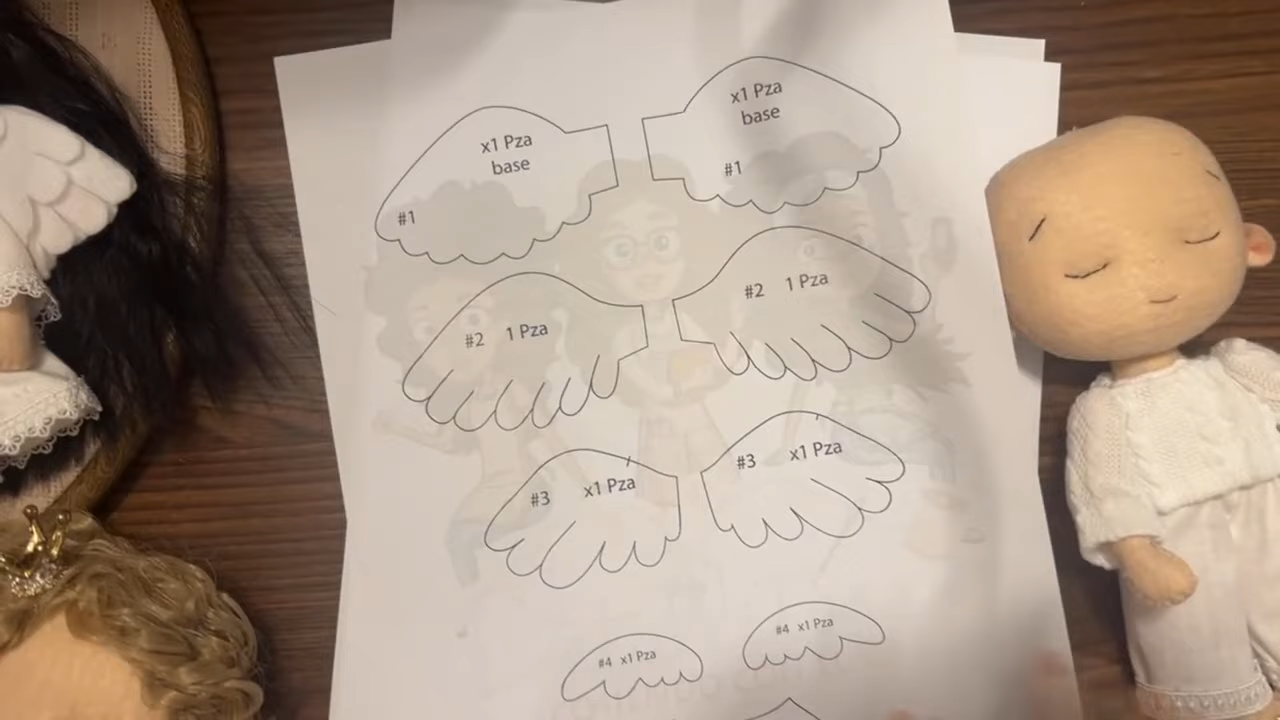 x1 Pza
base
#1
x1 Pza
base
#1
#2 1 Pza
#2 1 Pza
#3 x1 Pza
#3 x1 Pza
#4 x1 Pza
#4 x1 Pza